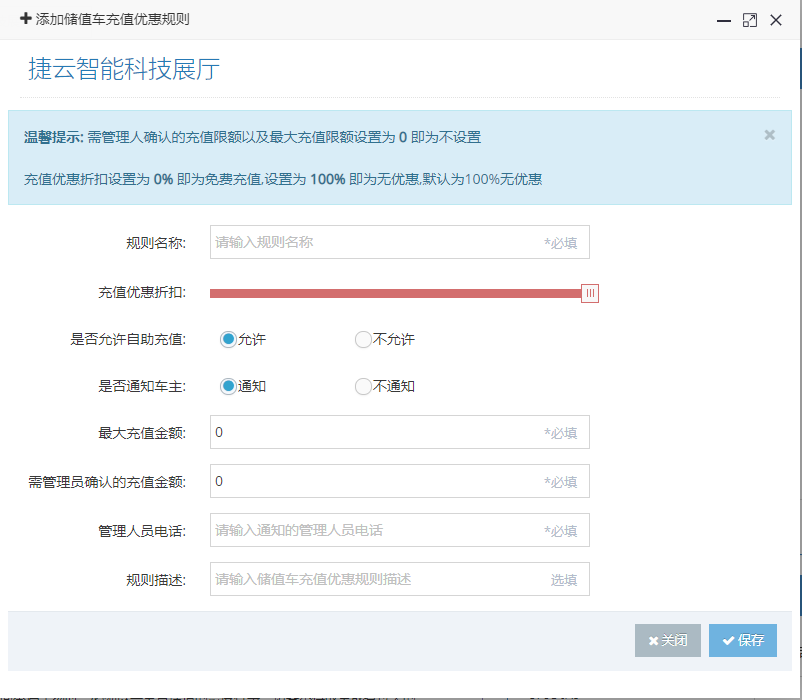 添加储值车充值优惠规则
捷云智能科技展厅
温馨提示: 需管理人确认的充值限额以及最大充值限额设置为 0 即为不设置
充值优惠折扣设置为 0% 即为免费充值,设置为 100% 即为无优惠,默认为100%无优惠
规则名称: 请输入规则名称 *必填
充值优惠折扣:
是否允许自助充值: 允许 不允许
是否通知车主: 通知 不通知
最大充值金额: 0 *必填
需管理员确认的充值金额: 0 *必填
管理人员电话: 请输入通知的管理人员电话 *必填
规则描述: 请输入储值车充值优惠规则描述 选填
关闭 保存